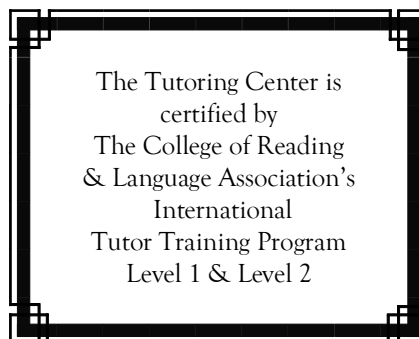 The Tutoring Center is
certified by
The College of Reading
& Language Association's
International
Tutor Training Program
Level 1 & Level 2